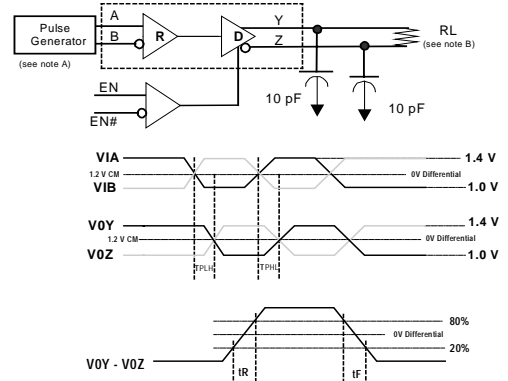 Pulse
Generator
(see note A)
A
B
R
D
Y
Z
RL
(see note B)
EN
EN#
10 pF
10 pF
VIA
1.4 V
1.2 V CM
0V Differential
VIB
1.0 V
V0Y
1.4 V
1.2 V CM
0V Differential
V0Z
1.0 V
TPLH
TPHL
80%
0V Differential
20%
V0Y - V0Z
tR
tF